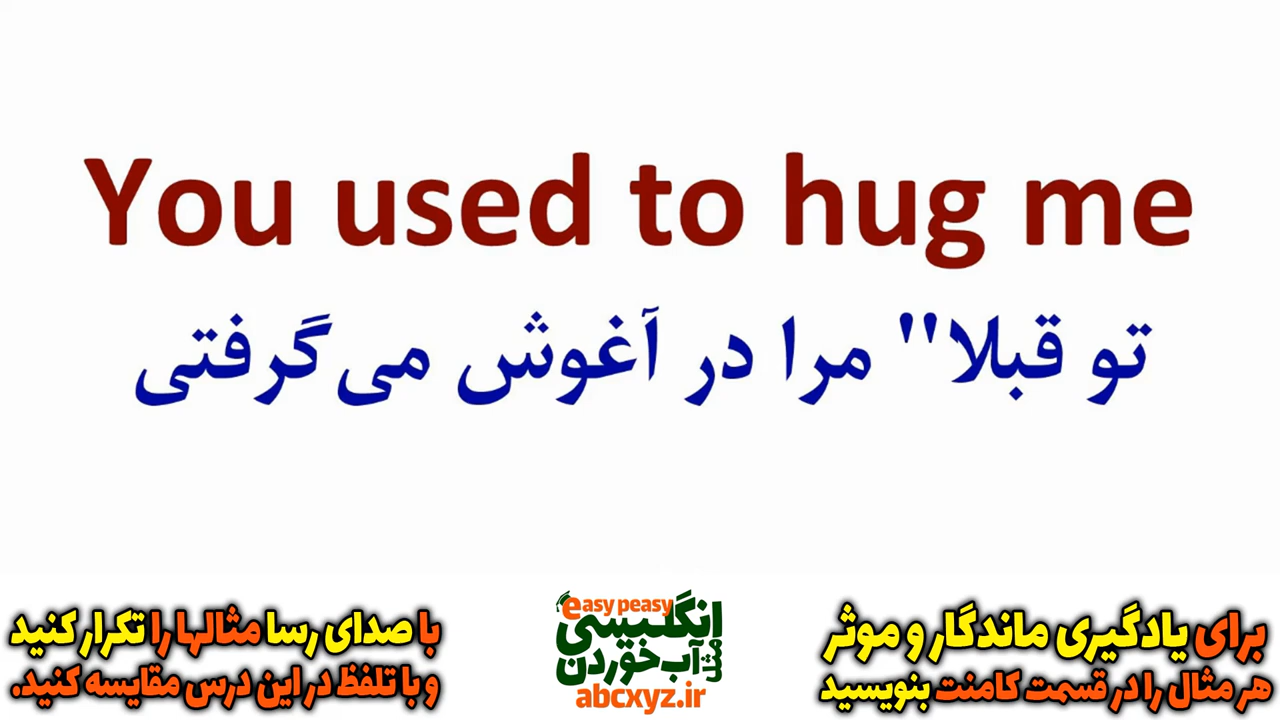 You used to hug me
تو قبلا" مرا در آغوش می‌گرفتی
با صدای رسا مثالها را تکرار کنید
و با تلفظ در این درس مقایسه کنید.
easy peasy
انگلیسی
مثل آب خوردن
abcxyz.ir
برای یادگیری ماندگار و موثر
هر مثال را در قسمت کامنت بنویسید